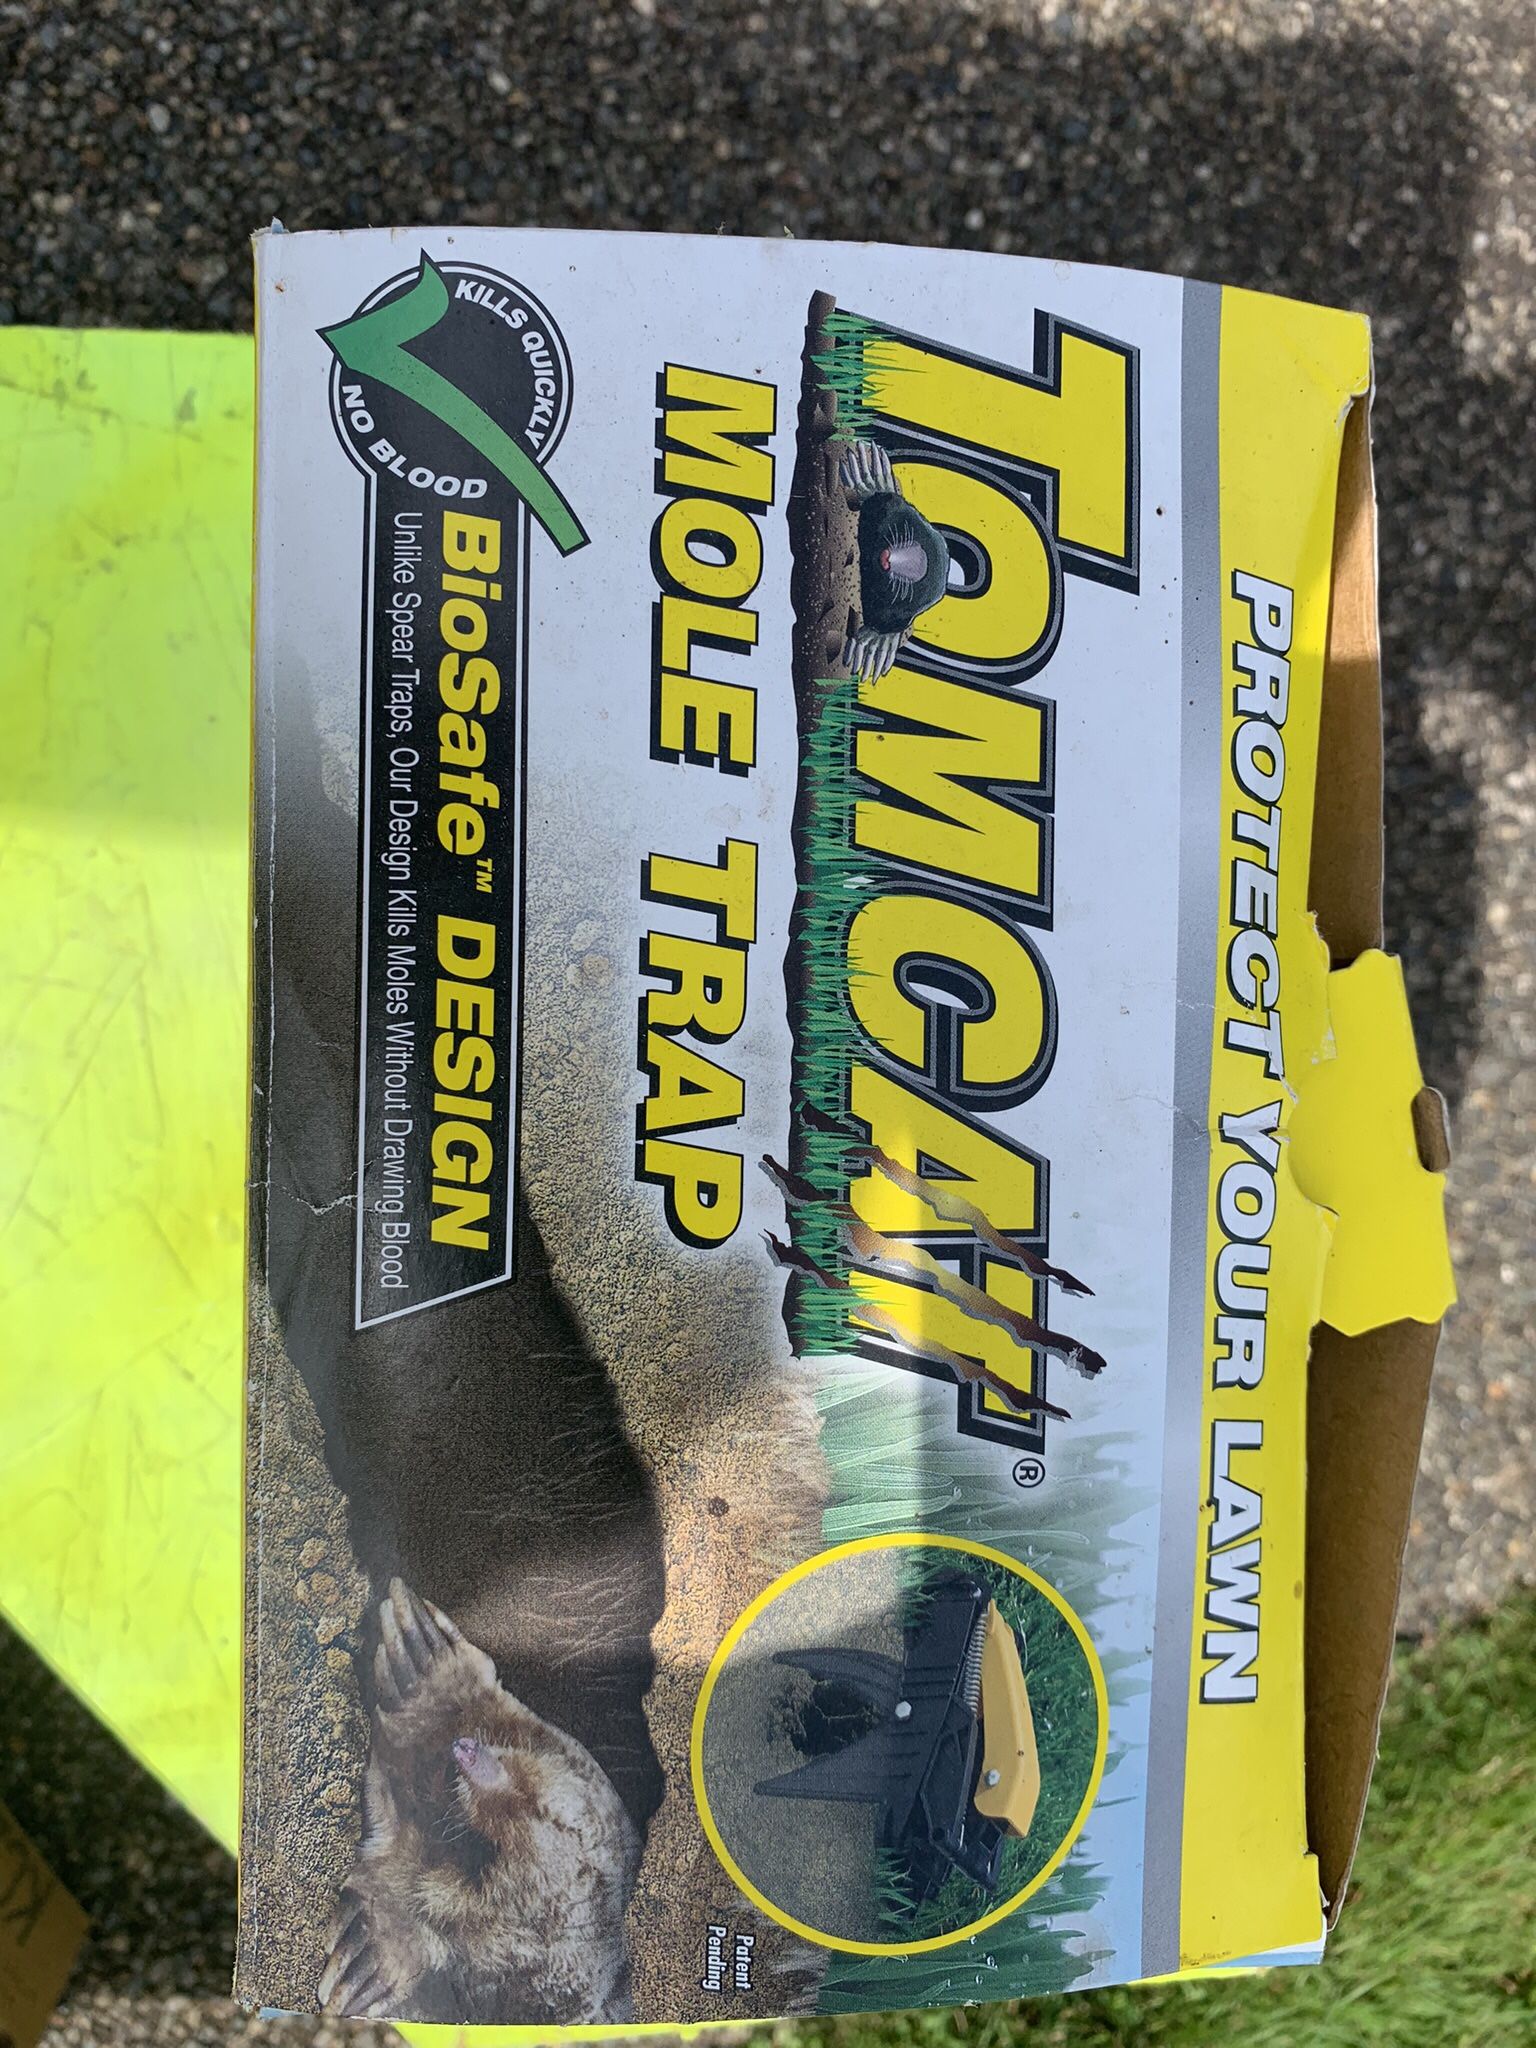 PROTECT YOUR LAWN
TOMCAT®
MOLE TRAP
KILLS QUICKLY
NO BLOOD
BioSafe™ DESIGN
Unlike Spear Traps, Our Design Kills Moles Without Drawing Blood
Patent
Pending